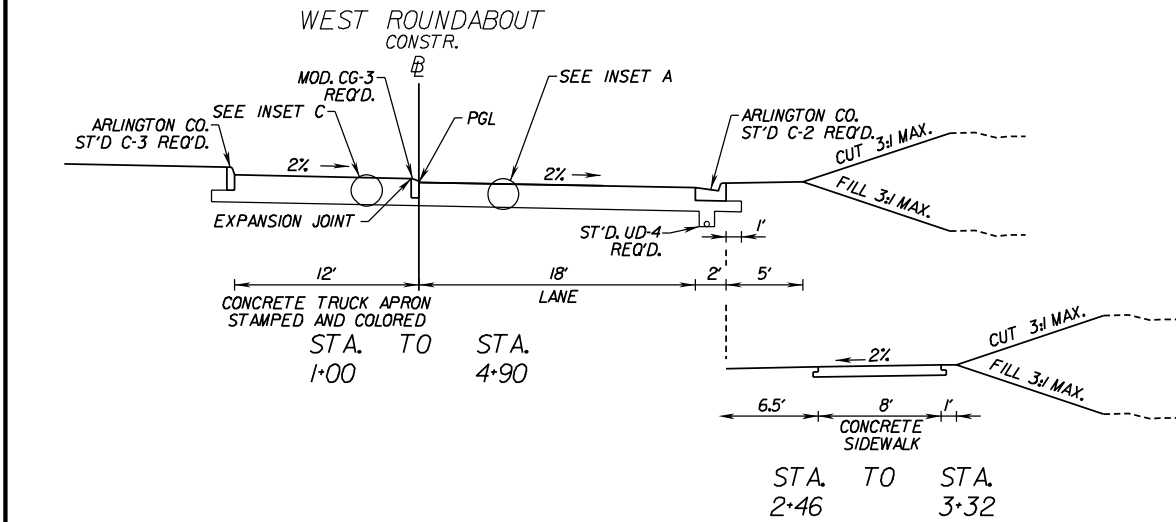 WEST ROUNDABOUT
CONSTR.
BL
MOD. CG-3
REQ'D.
SEE INSET A
SEE INSET C
PGL
ARLINGTON CO.
ST'D C-3 REQ'D.
ARLINGTON CO.
ST'D C-2 REQ'D.
CUT 3:1 MAX.
2%
2%
FILL 3:1 MAX.
EXPANSION JOINT
ST'D. UD-4
REQ'D.
1'
12'
18'
2'
5'
LANE
CONCRETE TRUCK APRON
STAMPED AND COLORED
STA. TO STA.
1+00 4+90
CUT 3:1 MAX.
2%
FILL 3:1 MAX.
6.5'
8'
1'
CONCRETE
SIDEWALK
STA. TO STA.
2+46 3+32